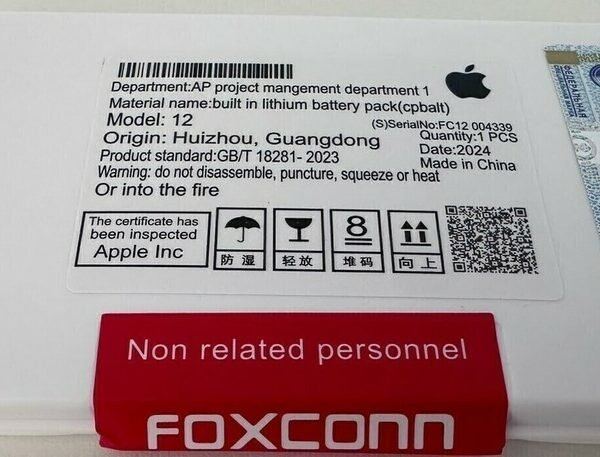 Department:AP project mangement department 1
Material name:built in lithium battery pack(cpbalt)
Model: 12
(S)SerialNo:FC12 004339
Origin: Huizhou, Guangdong
Quantity:1 PCS
Product standard:GB/T 18281- 2023
Date:2024
Made in China
Warning: do not disassemble, puncture, squeeze or heat
Or into the fire
The certificate has
been inspected
Apple Inc
防 湿
轻 放
8
堆 码
向 上
ФЕДЕРАЛЬНАЯ
Non related personnel
FOXCONN